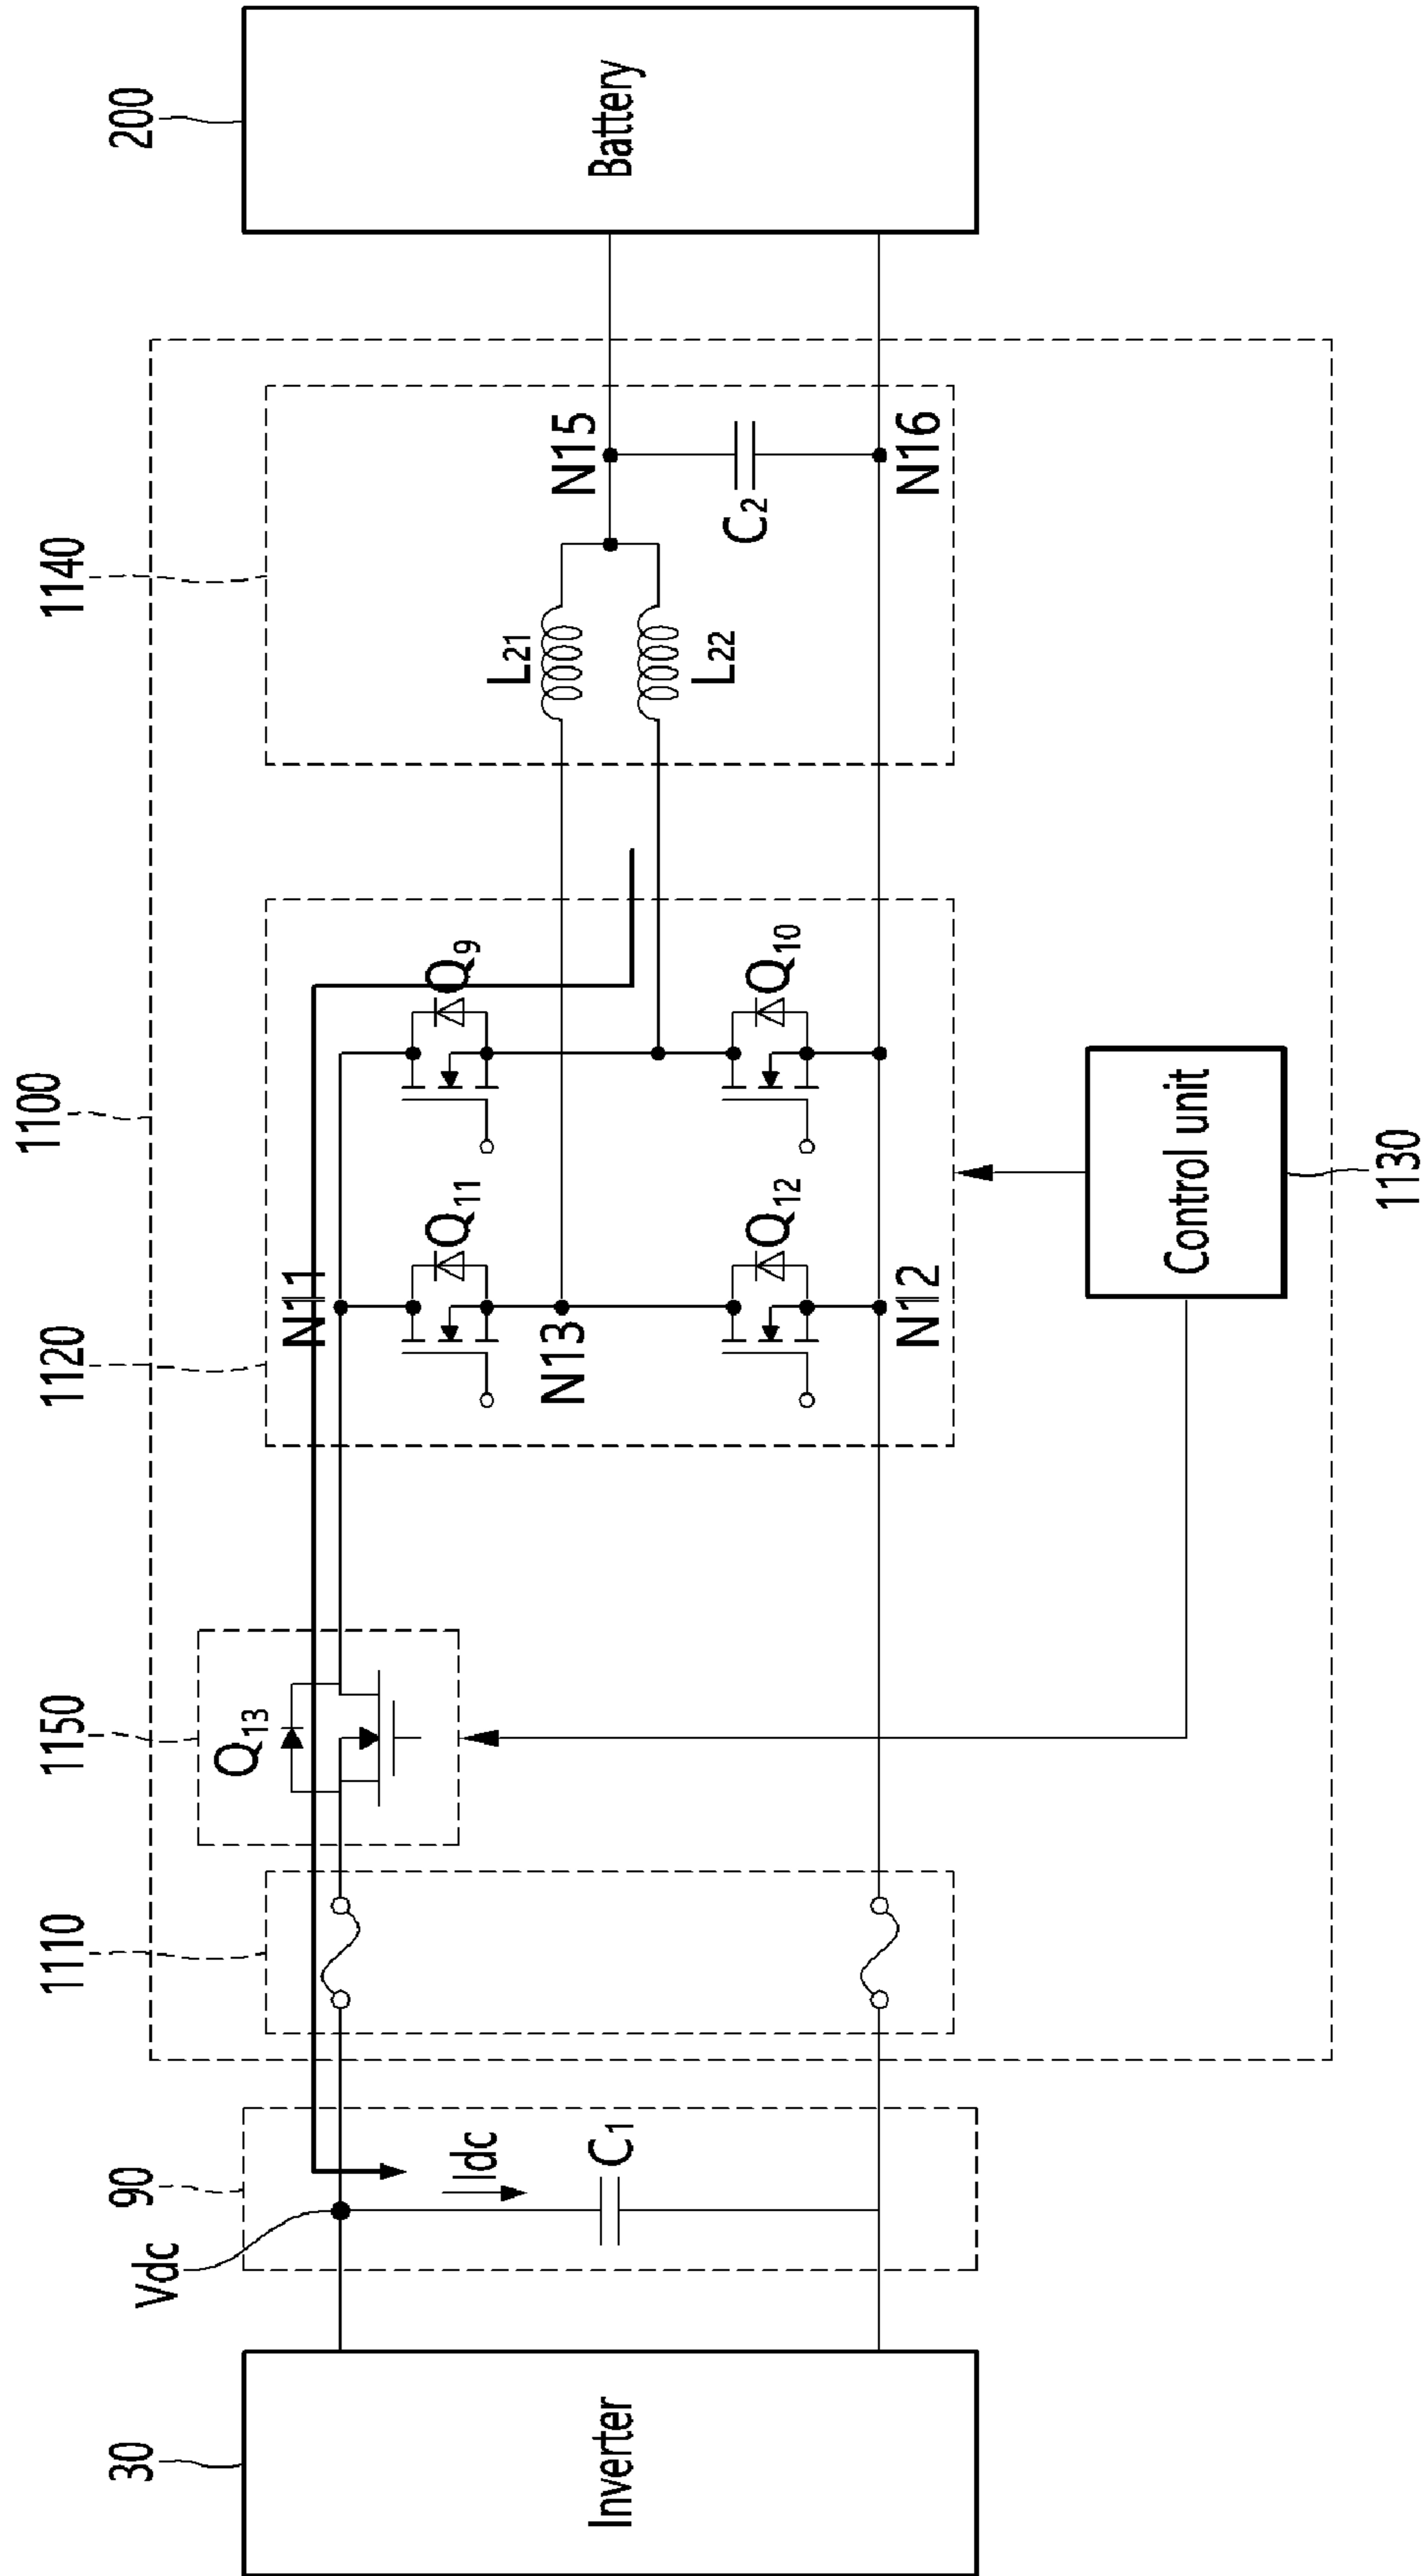 1100
1110
1150
1120
1140
90
30
200
Vdc
Idc
C1
Inverter
Q13
N11
Q11
Q9
N13
Q12
Q10
N12
L21
L22
N15
C2
N16
Battery
Control unit
1130